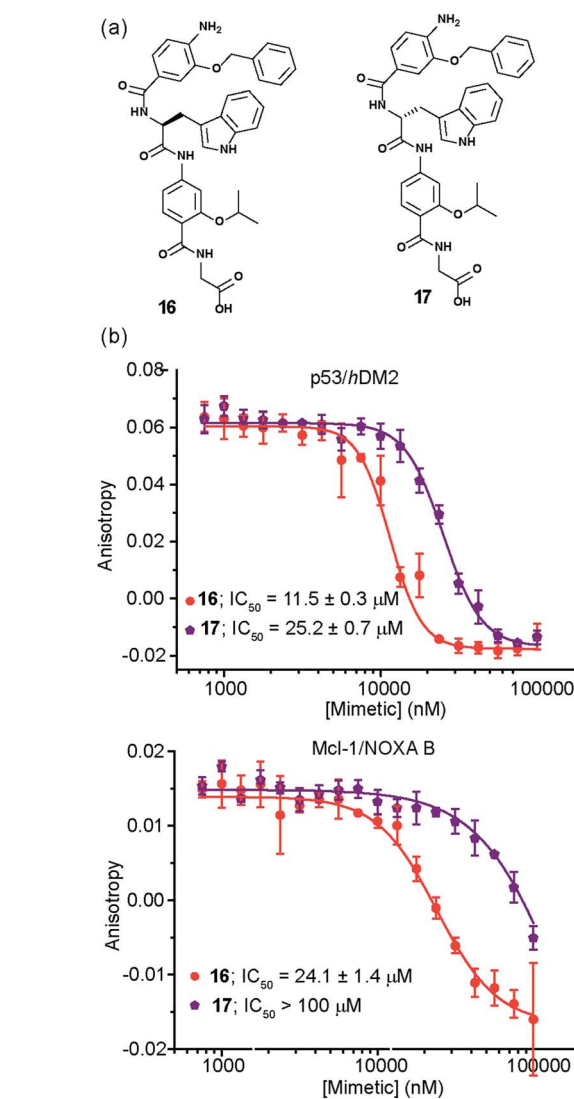 (a)
NH₂
O
O
HN
O
NH
NH
O
O
NH
O
OH
16
NH₂
O
O
HN
O
NH
NH
O
O
NH
O
OH
17
(b)
p53/hDM2
0.08
0.06
0.04
0.02
0.00
-0.02
Anisotropy
16; IC₅₀ = 11.5 ± 0.3 µM
17; IC₅₀ = 25.2 ± 0.7 µM
1000 10000 100000
[Mimetic] (nM)
Mcl-1/NOXA B
0.02
0.01
0.00
-0.01
-0.02
Anisotropy
16; IC₅₀ = 24.1 ± 1.4 µM
17; IC₅₀ > 100 µM
1000 10000 100000
[Mimetic] (nM)